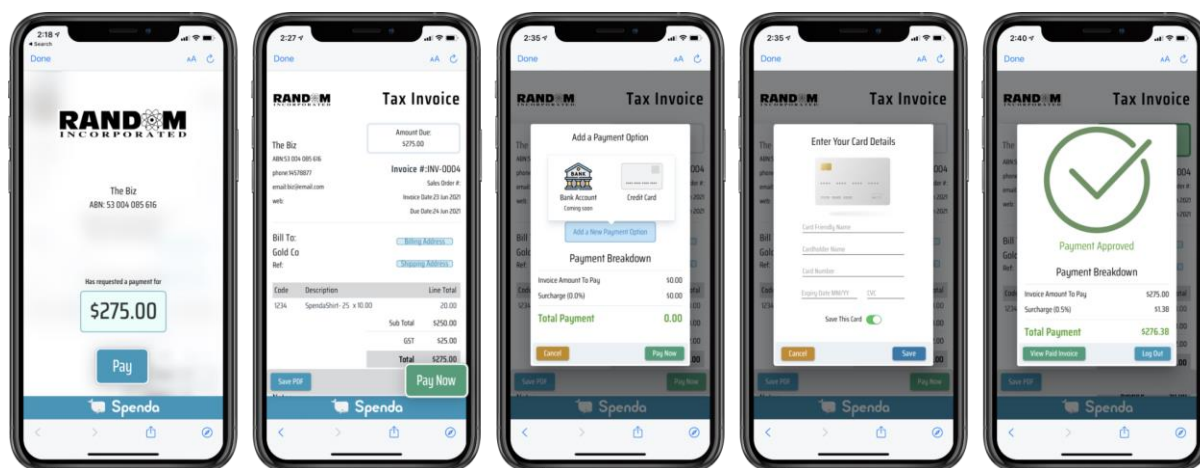 2:18
Search
Done
AA
RANDOM
INCORPORATED
The Biz
ABN: 53 004 085 616
Has requested a payment for
$275.00
Pay
Spenda
2:27
Done
AA
RANDOM
INCORPORATED
Tax Invoice
Amount Due:
$275.00
The Biz
ABN:53 004 085 616
phone:14578877
email:biz@email.com
web:
Invoice #:INV-0004
Sales Order #:
Invoice Date:23 Jun 2021
Due Date:24 Jun 2021
Bill To:
Billing Address
Gold Co
Ref:
Shipping Address
Code Description Line Total
1234 SpendaShirt- 25 x 10.00 20.00
Sub Total $250.00
GST $25.00
Total $275.00
Save PDF
Pay Now
Spenda
2:35
Done
AA
RANDOM
INCORPORATED
Tax Invoice
Add a Payment Option
BANK
Bank Account
Coming soon
Credit Card
Add a New Payment Option
Payment Breakdown
Invoice Amount To Pay $0.00
Surcharge (0.0%) $0.00
Total Payment 0.00
Cancel
Pay Now
Save PDF
Pay Now
Spenda
2:35
Done
AA
RANDOM
INCORPORATED
Tax Invoice
Enter Your Card Details
Card Friendly Name
Cardholder Name
Card Number
Expiry Date MM/YY CVC
Save This Card
Cancel
Save
Save PDF
Pay Now
Spenda
2:40
Done
AA
RANDOM
INCORPORATED
Tax Invoice
Payment Approved
Payment Breakdown
Invoice Amount To Pay $275.00
Surcharge (0.5%) $1.38
Total Payment $276.38
View Paid Invoice
Log Out
Save PDF
Spenda